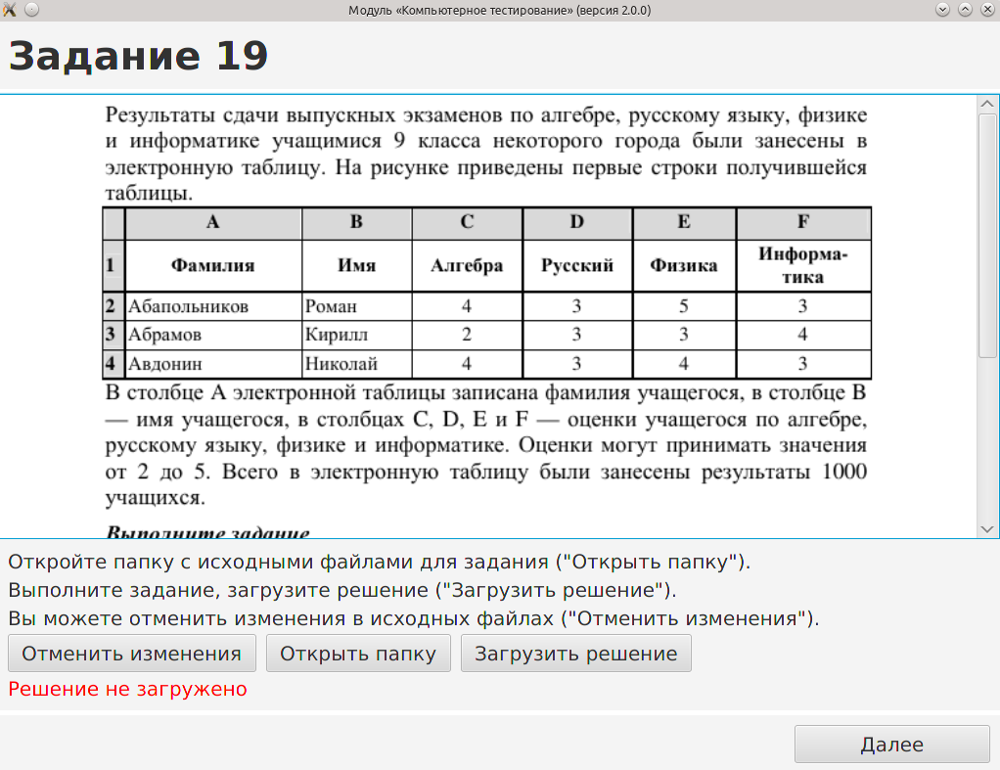 Модуль «Компьютерное тестирование» (версия 2.0.0)
Задание 19
Результаты сдачи выпускных экзаменов по алгебре, русскому языку, физике
и информатике учащимися 9 класса некоторого города были занесены в
электронную таблицу. На рисунке приведены первые строки получившейся
таблицы.
A B C D E F
1 Фамилия Имя Алгебра Русский Физика Информа-
тика
2 Абапольников Роман 4 3 5 3
3 Абрамов Кирилл 2 3 3 4
4 Авдонин Николай 4 3 4 3
В столбце А электронной таблицы записана фамилия учащегося, в столбце В
— имя учащегося, в столбцах C, D, E и F — оценки учащегося по алгебре,
русскому языку, физике и информатике. Оценки могут принимать значения
от 2 до 5. Всего в электронную таблицу были занесены результаты 1000
учащихся.
Выполните задание
Откройте папку с исходными файлами для задания ("Открыть папку").
Выполните задание, загрузите решение ("Загрузить решение").
Вы можете отменить изменения в исходных файлах ("Отменить изменения").
Отменить изменения Открыть папку Загрузить решение
Решение не загружено
Далее